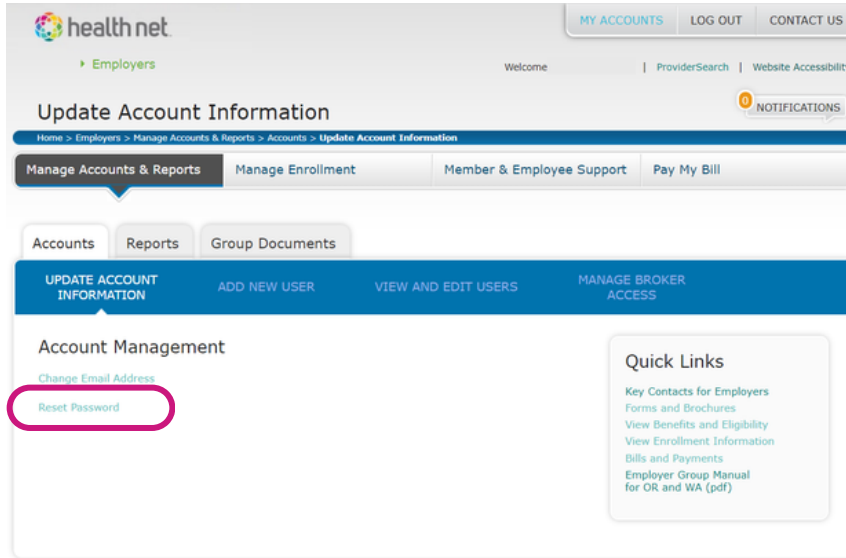 health net.
MY ACCOUNTS LOG OUT CONTACT US
Employers
Welcome | ProviderSearch | Website Accessibility
Update Account Information
0 NOTIFICATIONS
Home > Employers > Manage Accounts & Reports > Accounts > Update Account Information
Manage Accounts & Reports Manage Enrollment Member & Employee Support Pay My Bill
Accounts Reports Group Documents
UPDATE ACCOUNT
INFORMATION
ADD NEW USER
VIEW AND EDIT USERS
MANAGE BROKER
ACCESS
Account Management
Change Email Address
Reset Password
Quick Links
Key Contacts for Employers
Forms and Brochures
View Benefits and Eligibility
View Enrollment Information
Bills and Payments
Employer Group Manual
for OR and WA (pdf)